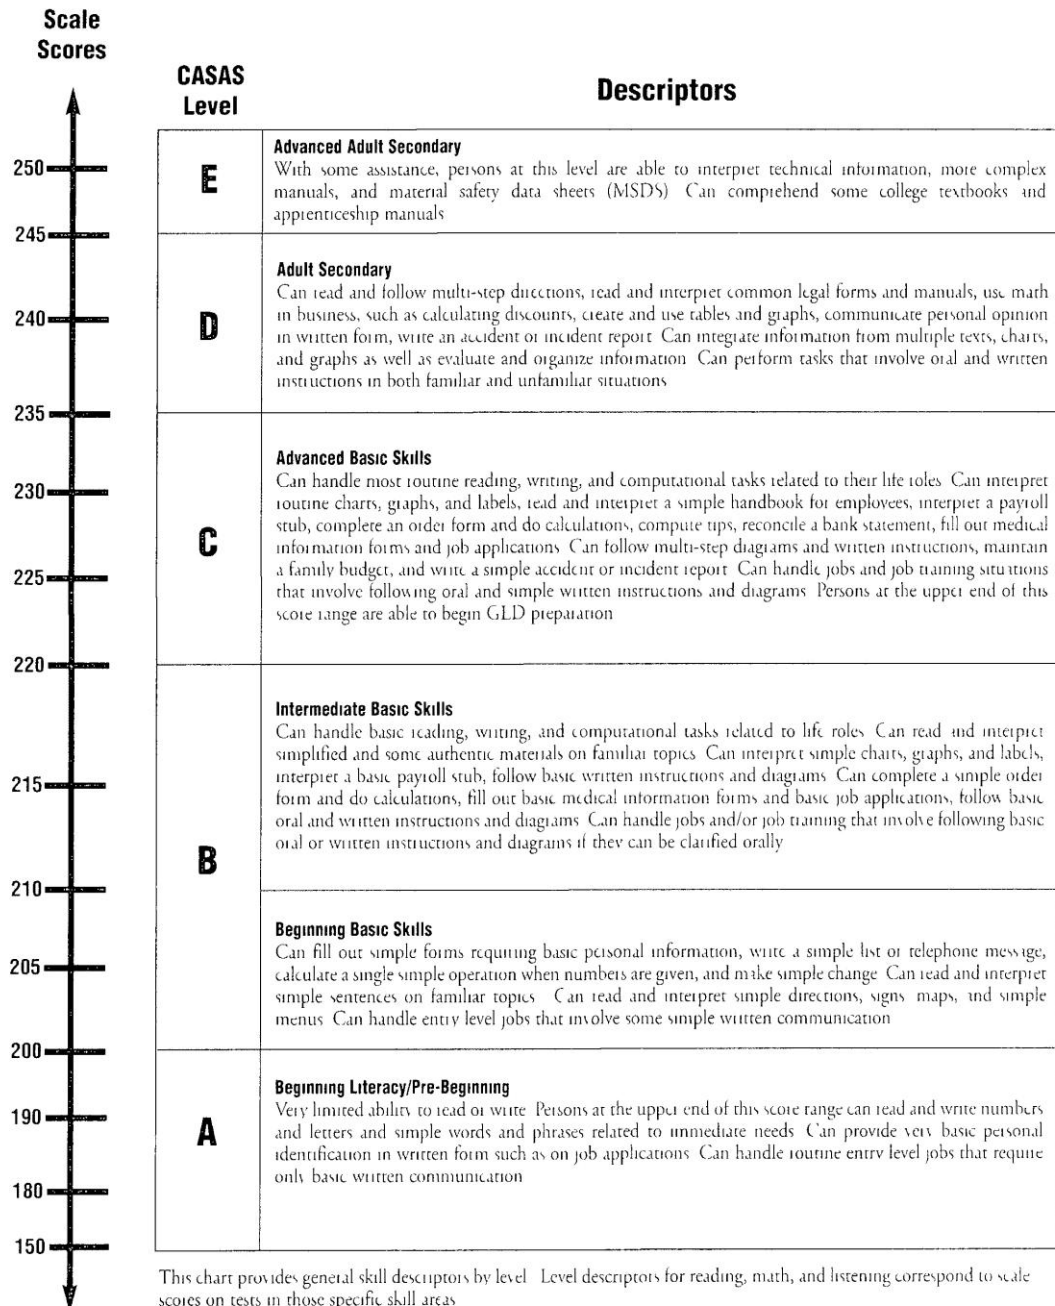 Scale
Scores
CASAS
Level
Descriptors
250
245
240
235
230
225
220
215
210
205
200
190
180
150
E
Advanced Adult Secondary
With some assistance, persons at this level are able to interpret technical information, more complex
manuals, and material safety data sheets (MSDS) Can comprehend some college textbooks and
apprenticeship manuals
D
Adult Secondary
Can read and follow multi-step directions, read and interpret common legal forms and manuals, use math
in business, such as calculating discounts, create and use tables and graphs, communicate personal opinion
in written form, write an accident or incident report Can integrate information from multiple texts, charts,
and graphs as well as evaluate and organize information Can perform tasks that involve oral and written
instructions in both familiar and unfamiliar situations
C
Advanced Basic Skills
Can handle most routine reading, writing, and computational tasks related to their life roles Can interpret
routine charts, graphs, and labels, read and interpret a simple handbook for employees, interpret a payroll
stub, complete an order form and do calculations, compute tips, reconcile a bank statement, fill out medical
information forms and job applications Can follow multi-step diagrams and written instructions, maintain
a family budget, and write a simple accident or incident report Can handle jobs and job training situations
that involve following oral and simple written instructions and diagrams Persons at the upper end of this
score range are able to begin GED preparation
B
Intermediate Basic Skills
Can handle basic reading, writing, and computational tasks related to life roles Can read and interpret
simplified and some authentic materials on familiar topics Can interpret simple charts, graphs, and labels,
interpret a basic payroll stub, follow basic written instructions and diagrams Can complete a simple order
form and do calculations, fill out basic medical information forms and basic job applications, follow basic
oral and written instructions and diagrams Can handle jobs and/or job training that involve following basic
oral or written instructions and diagrams if they can be clarified orally
Beginning Basic Skills
Can fill out simple forms requiring basic personal information, write a simple list or telephone message,
calculate a single simple operation when numbers are given, and make simple change Can read and interpret
simple sentences on familiar topics Can read and interpret simple directions, signs maps, and simple
menus Can handle entry level jobs that involve some simple written communication
A
Beginning Literacy/Pre-Beginning
Very limited ability to read or write Persons at the upper end of this score range can read and write numbers
and letters and simple words and phrases related to immediate needs Can provide very basic personal
identification in written form such as on job applications Can handle routine entry level jobs that require
only basic written communication
This chart provides general skill descriptors by level Level descriptors for reading, math, and listening correspond to scale
scores on tests in those specific skill areas